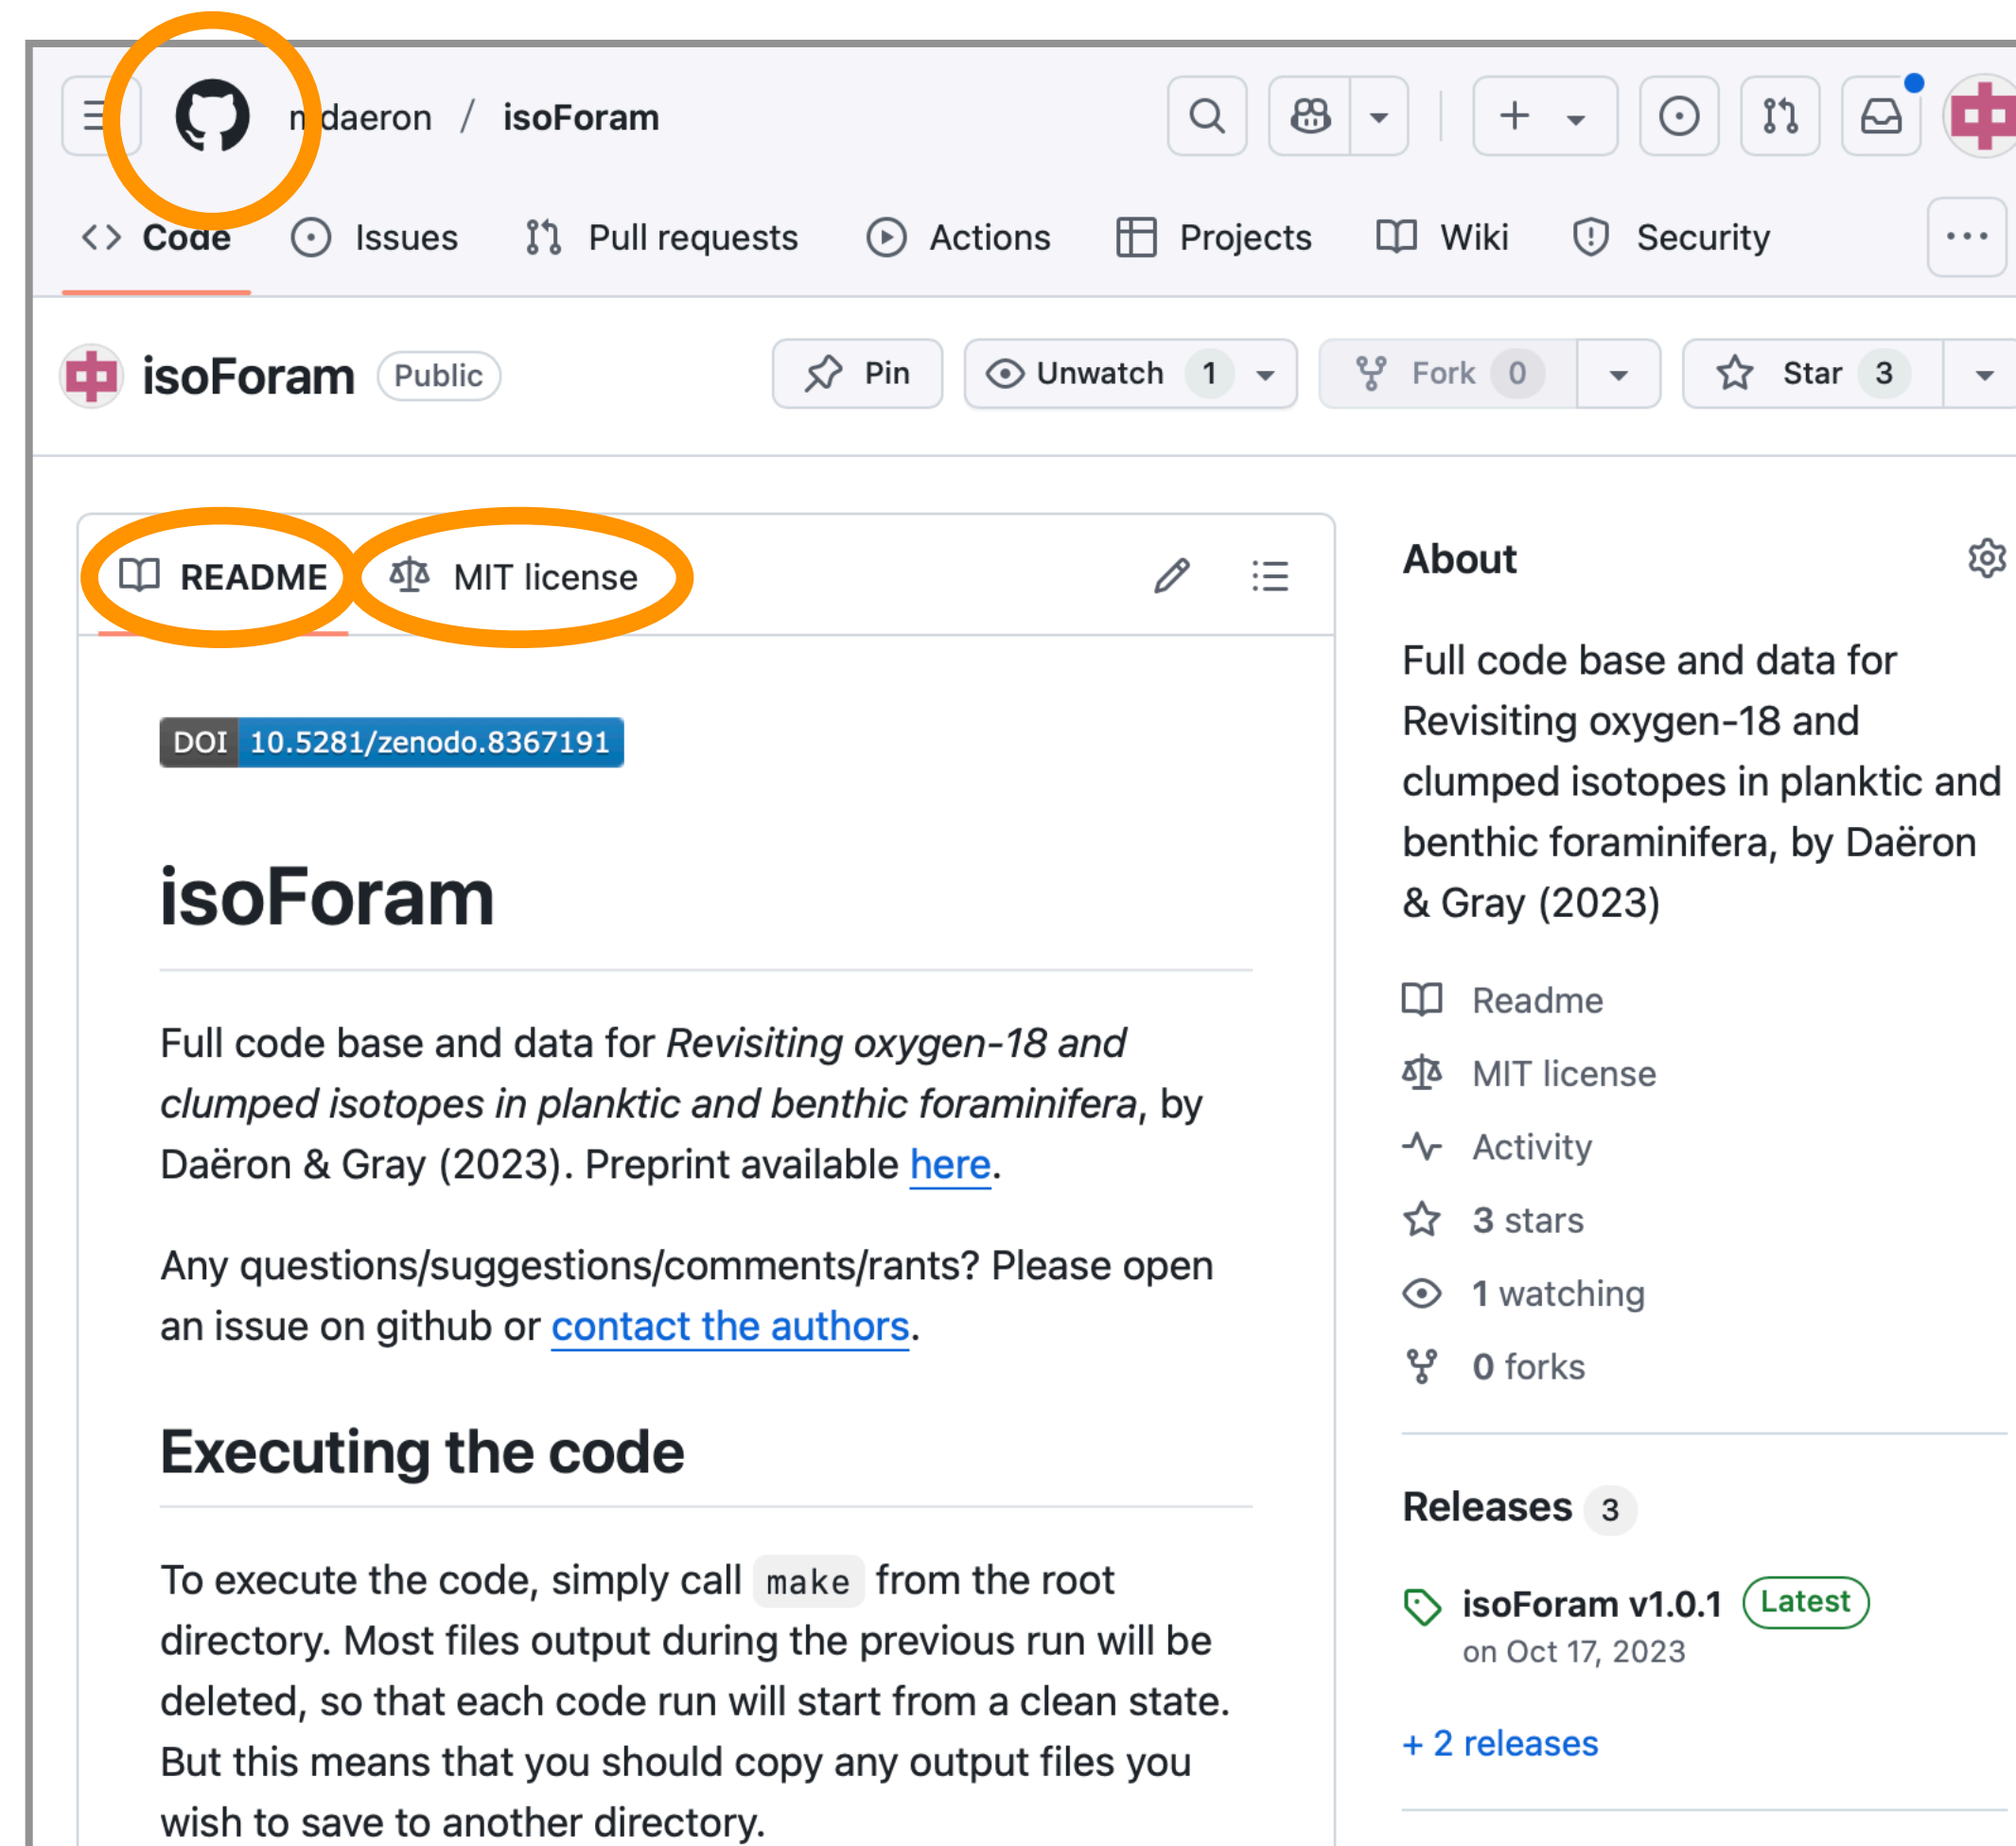 mdaeron / isoForam
Code Issues Pull requests Actions Projects Wiki Security
isoForam Public Pin Unwatch 1 Fork 0 Star 3
README MIT license
DOI 10.5281/zenodo.8367191
isoForam
Full code base and data for Revisiting oxygen-18 and
clumped isotopes in planktic and benthic foraminifera, by
Daëron & Gray (2023). Preprint available here.
Any questions/suggestions/comments/rants? Please open
an issue on github or contact the authors.
Executing the code
To execute the code, simply call make from the root
directory. Most files output during the previous run will be
deleted, so that each code run will start from a clean state.
But this means that you should copy any output files you
wish to save to another directory.
About
Full code base and data for
Revisiting oxygen-18 and
clumped isotopes in planktic and
benthic foraminifera, by Daëron
& Gray (2023)
Readme
MIT license
Activity
3 stars
1 watching
0 forks
Releases 3
isoForam v1.0.1 Latest
on Oct 17, 2023
+ 2 releases